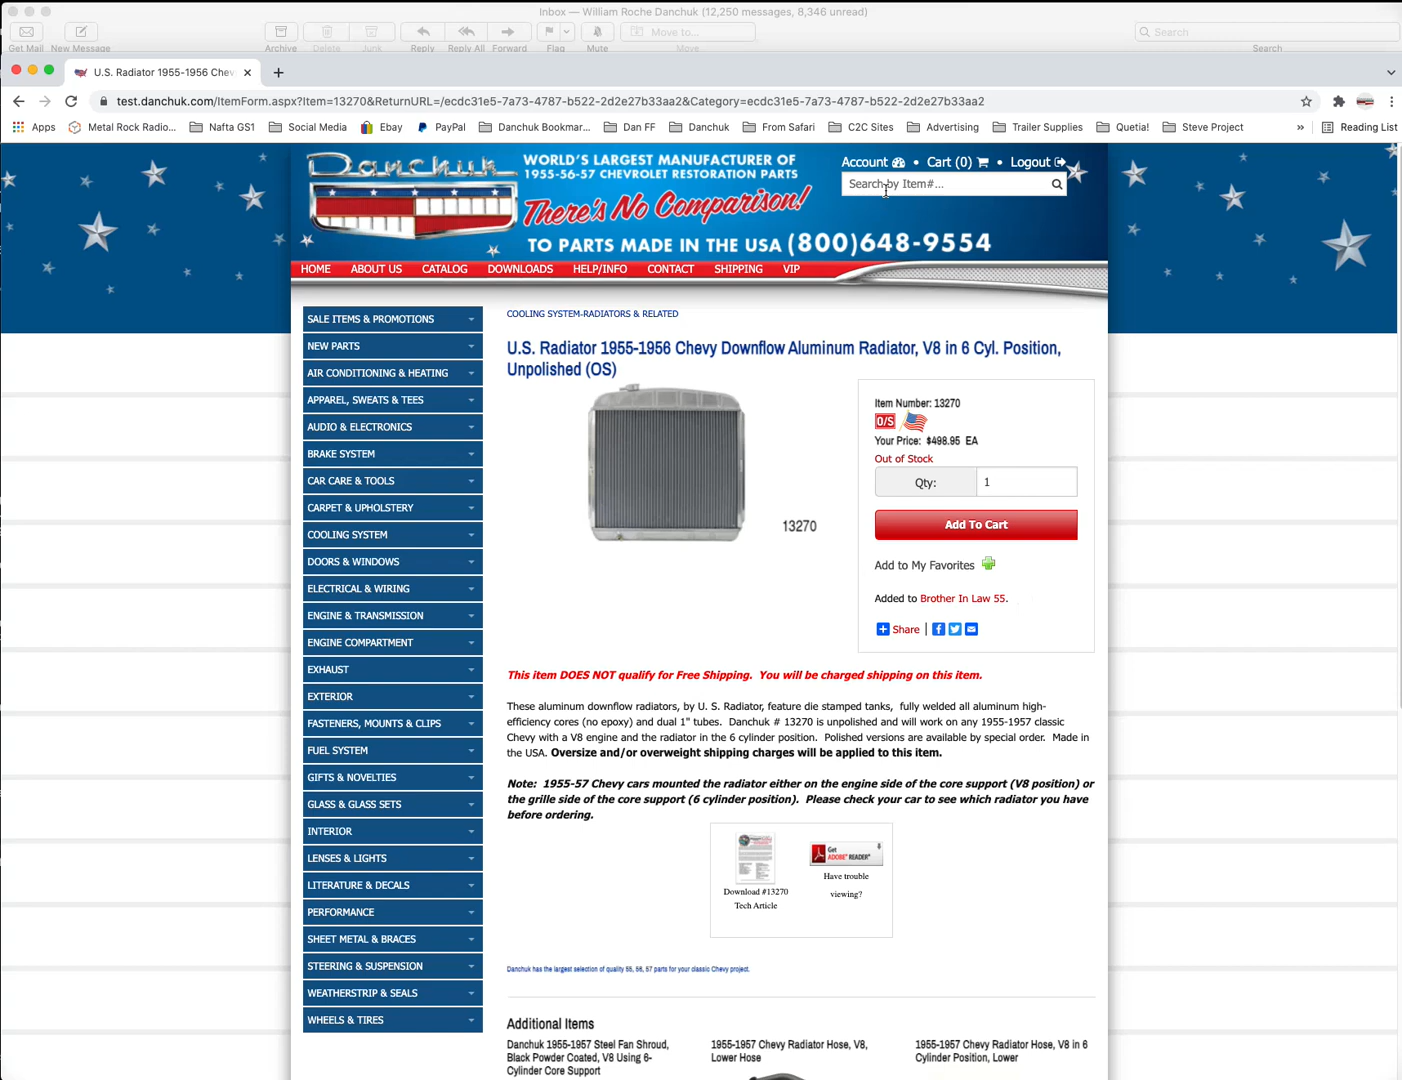 Inbox — William Roche Danchuk (12,250 messages, 8,346 unread)
Get Mail New Message Archive Delete Junk Reply Reply All Forward Flag Mute Move to... Move Search
Search
U.S. Radiator 1955-1956 Chev
test.danchuk.com/ItemForm.aspx?Item=13270&ReturnURL=/ecdc31e5-7a73-4787-b522-2d2e27b33aa2&Category=ecdc31e5-7a73-4787-b522-2d2e27b33aa2
Apps Metal Rock Radio... Nafta GS1 Social Media Ebay PayPal Danchuk Bookmar... Dan FF Danchuk From Safari C2C Sites Advertising Trailer Supplies Quetia! Steve Project » Reading List
Danchuk
WORLD'S LARGEST MANUFACTURER OF
1955-56-57 CHEVROLET RESTORATION PARTS
There's No Comparison!
TO PARTS MADE IN THE USA (800)648-9554
Account • Cart (0) • Logout
Search by Item#...
HOME ABOUT US CATALOG DOWNLOADS HELP/INFO CONTACT SHIPPING VIP
SALE ITEMS & PROMOTIONS
NEW PARTS
AIR CONDITIONING & HEATING
APPAREL, SWEATS & TEES
AUDIO & ELECTRONICS
BRAKE SYSTEM
CAR CARE & TOOLS
CARPET & UPHOLSTERY
COOLING SYSTEM
DOORS & WINDOWS
ELECTRICAL & WIRING
ENGINE & TRANSMISSION
ENGINE COMPARTMENT
EXHAUST
EXTERIOR
FASTENERS, MOUNTS & CLIPS
FUEL SYSTEM
GIFTS & NOVELTIES
GLASS & GLASS SETS
INTERIOR
LENSES & LIGHTS
LITERATURE & DECALS
PERFORMANCE
SHEET METAL & BRACES
STEERING & SUSPENSION
WEATHERSTRIP & SEALS
WHEELS & TIRES
COOLING SYSTEM-RADIATORS & RELATED
U.S. Radiator 1955-1956 Chevy Downflow Aluminum Radiator, V8 in 6 Cyl. Position,
Unpolished (OS)
13270
Item Number: 13270
O/S
Your Price: $498.95 EA
Out of Stock
Qty: 1
Add To Cart
Add to My Favorites
Added to Brother In Law 55.
Share |
This item DOES NOT qualify for Free Shipping. You will be charged shipping on this item.
These aluminum downflow radiators, by U. S. Radiator, feature die stamped tanks, fully welded all aluminum high-
efficiency cores (no epoxy) and dual 1" tubes. Danchuk # 13270 is unpolished and will work on any 1955-1957 classic
Chevy with a V8 engine and the radiator in the 6 cylinder position. Polished versions are available by special order. Made in
the USA. Oversize and/or overweight shipping charges will be applied to this item.
Note: 1955-57 Chevy cars mounted the radiator either on the engine side of the core support (V8 position) or
the grille side of the core support (6 cylinder position). Please check your car to see which radiator you have
before ordering.
Download #13270
Tech Article
Get
ADOBE® READER®
Have trouble
viewing?
Danchuk has the largest selection of quality 55, 56, 57 parts for your classic Chevy project.
Additional Items
Danchuk 1955-1957 Steel Fan Shroud,
Black Powder Coated, V8 Using 6-
Cylinder Core Support
1955-1957 Chevy Radiator Hose, V8,
Lower Hose
1955-1957 Chevy Radiator Hose, V8 in 6
Cylinder Position, Lower